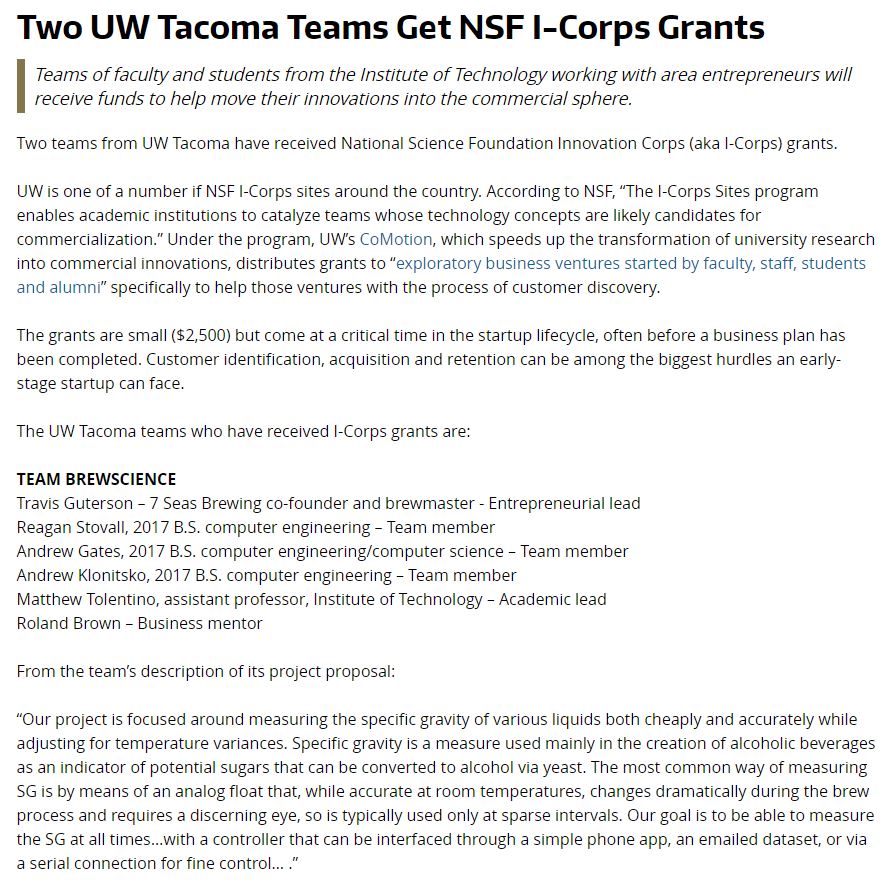 Two UW Tacoma Teams Get NSF I-Corps Grants
Teams of faculty and students from the Institute of Technology working with area entrepreneurs will
receive funds to help move their innovations into the commercial sphere.
Two teams from UW Tacoma have received National Science Foundation Innovation Corps (aka I-Corps) grants.
UW is one of a number if NSF I-Corps sites around the country. According to NSF, “The I-Corps Sites program
enables academic institutions to catalyze teams whose technology concepts are likely candidates for
commercialization.” Under the program, UW’s CoMotion, which speeds up the transformation of university research
into commercial innovations, distributes grants to “exploratory business ventures started by faculty, staff, students
and alumni” specifically to help those ventures with the process of customer discovery.
The grants are small ($2,500) but come at a critical time in the startup lifecycle, often before a business plan has
been completed. Customer identification, acquisition and retention can be among the biggest hurdles an early-
stage startup can face.
The UW Tacoma teams who have received I-Corps grants are:
TEAM BREWSCIENCE
Travis Guterson – 7 Seas Brewing co-founder and brewmaster - Entrepreneurial lead
Reagan Stovall, 2017 B.S. computer engineering – Team member
Andrew Gates, 2017 B.S. computer engineering/computer science – Team member
Andrew Klonitsko, 2017 B.S. computer engineering – Team member
Matthew Tolentino, assistant professor, Institute of Technology – Academic lead
Roland Brown – Business mentor
From the team’s description of its project proposal:
“Our project is focused around measuring the specific gravity of various liquids both cheaply and accurately while
adjusting for temperature variances. Specific gravity is a measure used mainly in the creation of alcoholic beverages
as an indicator of potential sugars that can be converted to alcohol via yeast. The most common way of measuring
SG is by means of an analog float that, while accurate at room temperatures, changes dramatically during the brew
process and requires a discerning eye, so is typically used only at sparse intervals. Our goal is to be able to measure
the SG at all times…with a controller that can be interfaced through a simple phone app, an emailed dataset, or via
a serial connection for fine control… .”